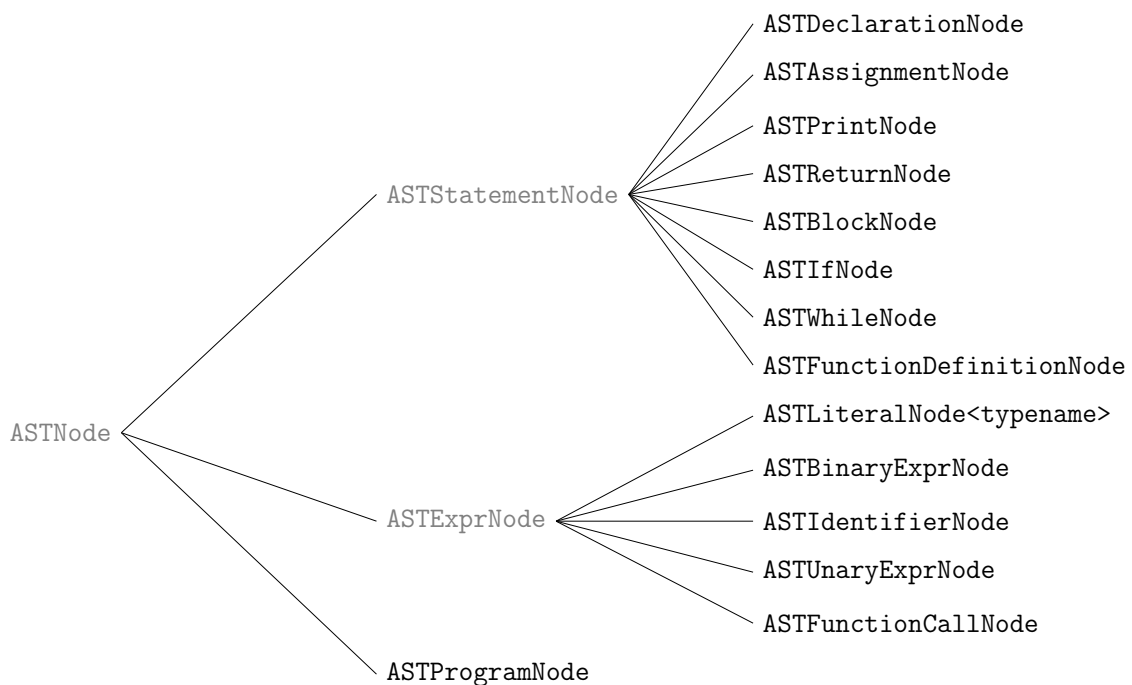 ASTDeclarationNode
ASTAssignmentNode
ASTPrintNode
ASTStatementNode
ASTReturnNode
ASTBlockNode
ASTIfNode
ASTWhileNode
ASTFunctionDefinitionNode
ASTNode
ASTLiteralNode<typename>
ASTBinaryExprNode
ASTExprNode
ASTIdentifierNode
ASTUnaryExprNode
ASTFunctionCallNode
ASTProgramNode